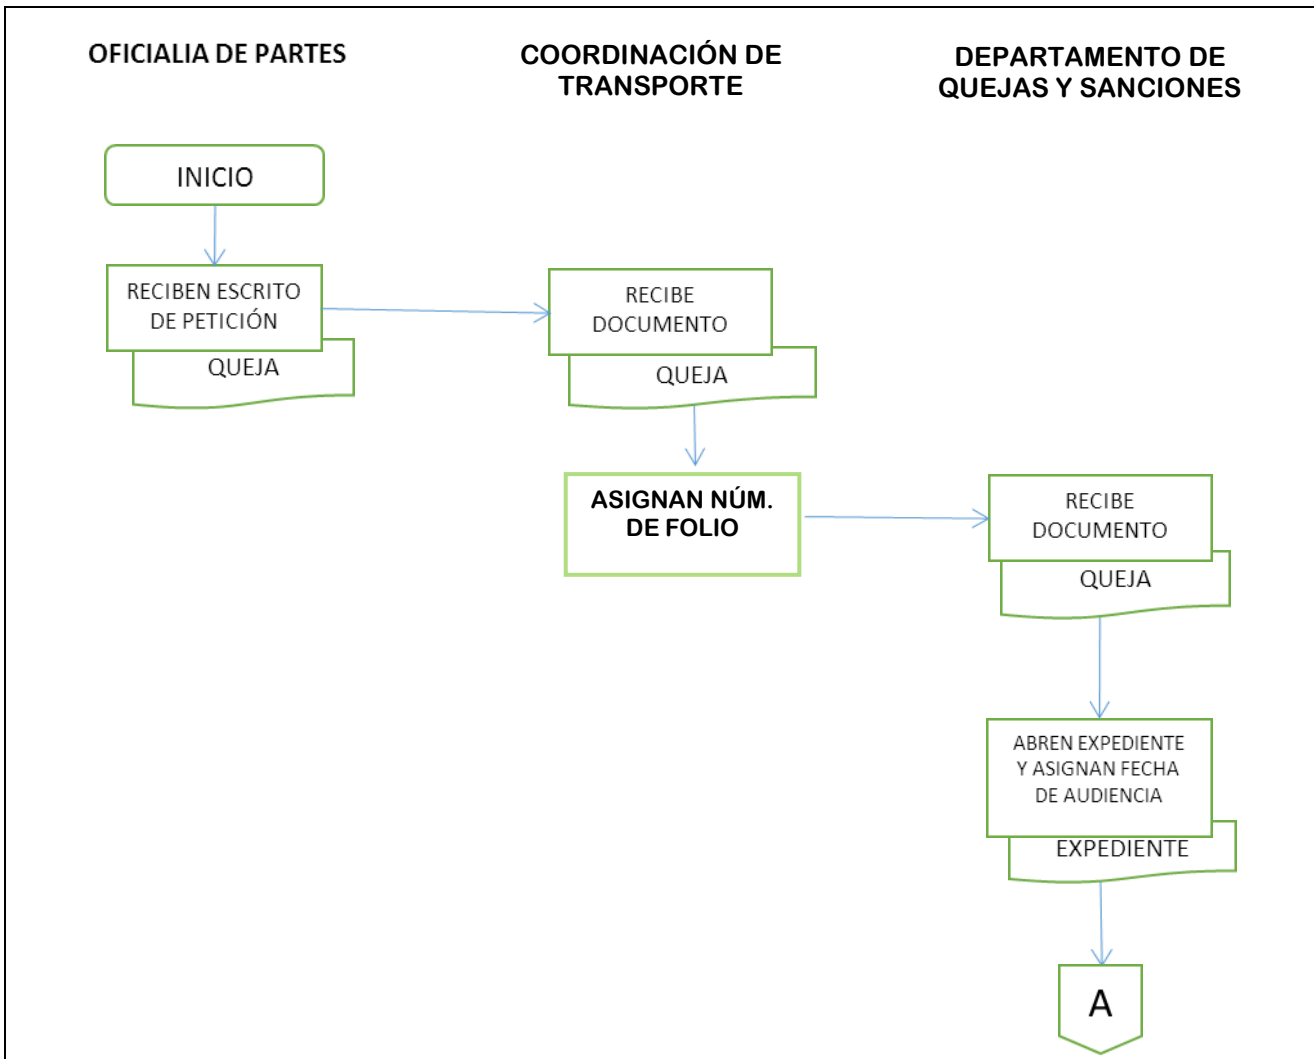 OFICIALIA DE PARTES
COORDINACIÓN DE
TRANSPORTE
DEPARTAMENTO DE
QUEJAS Y SANCIONES
INICIO
RECIBEN ESCRITO
DE PETICIÓN
QUEJA
RECIBE
DOCUMENTO
QUEJA
ASIGNAN NÚM.
DE FOLIO
RECIBE
DOCUMENTO
QUEJA
ABREN EXPEDIENTE
Y ASIGNAN FECHA
DE AUDIENCIA
EXPEDIENTE
A